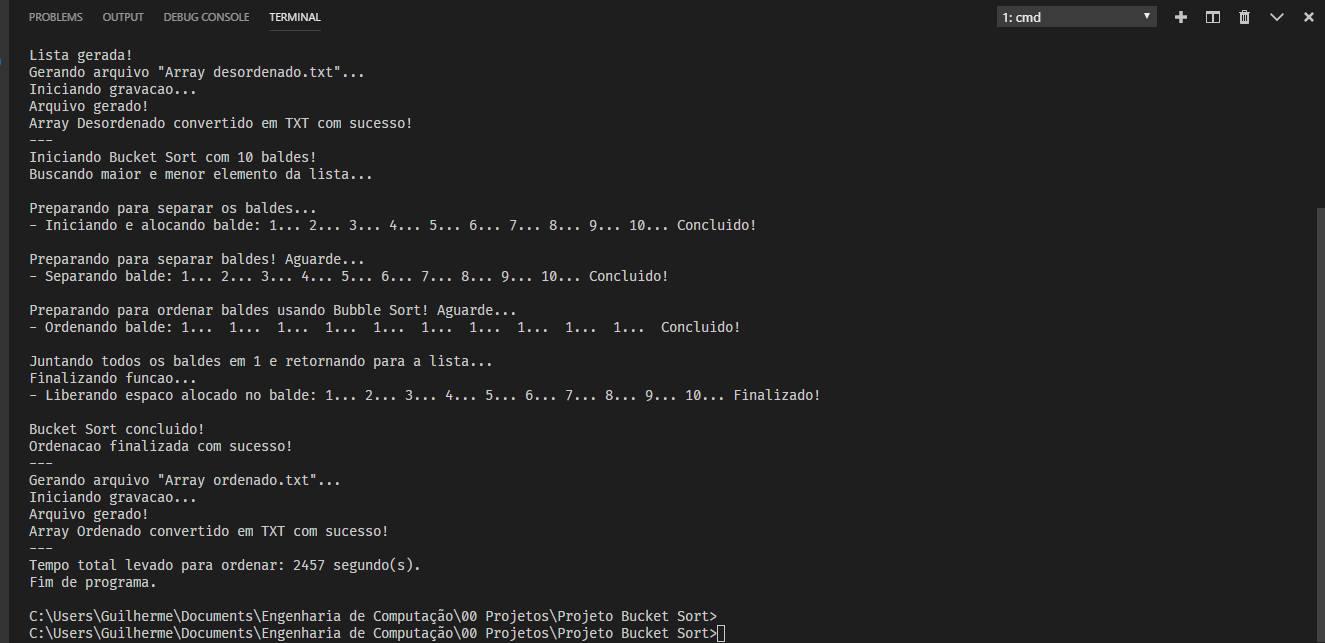 PROBLEMS OUTPUT DEBUG CONSOLE TERMINAL 1: cmd
Lista gerada!
Gerando arquivo "Array desordenado.txt"...
Iniciando gravacao...
Arquivo gerado!
Array Desordenado convertido em TXT com sucesso!
---
Iniciando Bucket Sort com 10 baldes!
Buscando maior e menor elemento da lista...

Preparando para separar os baldes...
- Iniciando e alocando balde: 1... 2... 3... 4... 5... 6... 7... 8... 9... 10... Concluido!

Preparando para separar baldes! Aguarde...
- Separando balde: 1... 2... 3... 4... 5... 6... 7... 8... 9... 10... Concluido!

Preparando para ordenar baldes usando Bubble Sort! Aguarde...
- Ordenando balde: 1...  1...  1...  1...  1...  1...  1...  1...  1...  1...  Concluido!

Juntando todos os baldes em 1 e retornando para a lista...
Finalizando funcao...
- Liberando espaco alocado no balde: 1... 2... 3... 4... 5... 6... 7... 8... 9... 10... Finalizado!

Bucket Sort concluido!
Ordenacao finalizada com sucesso!
---
Gerando arquivo "Array ordenado.txt"...
Iniciando gravacao...
Arquivo gerado!
Array Ordenado convertido em TXT com sucesso!
---
Tempo total levado para ordenar: 2457 segundo(s).
Fim de programa.

C:\Users\Guilherme\Documents\Engenharia de Computação\00 Projetos\Projeto Bucket Sort>
C:\Users\Guilherme\Documents\Engenharia de Computação\00 Projetos\Projeto Bucket Sort>